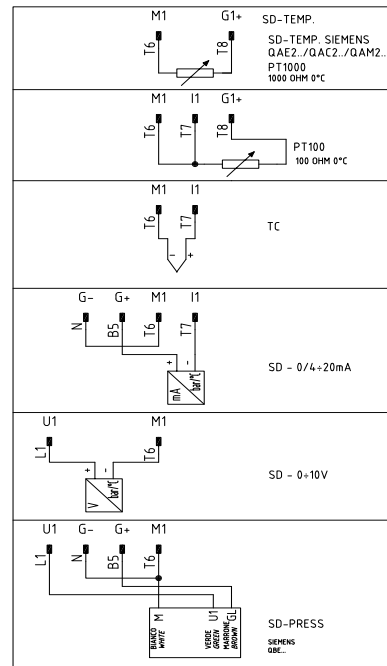 M1 G1+ SD-TEMP.
T6 T8
SD-TEMP. SIEMENS
QAE2../QAC2../QAM2..
PT1000
1000 OHM 0°C
M1 I1 G1+
T6 T7 T8
PT100
100 OHM 0°C
M1 I1
T6 T7
- +
TC
G- G+ M1 I1
N B5 T6 T7
+ -
mA bar/°C
SD - 0/4÷20mA
U1 M1
L1 T6
+ -
V bar/°C
SD - 0÷10V
U1 G- G+ M1
L1 N B5 T6
M U1 GL
BIANCO
WHITE
VERDE
GREEN
MARRONE
BROWN
SD-PRESS
SIEMENS
QBE...